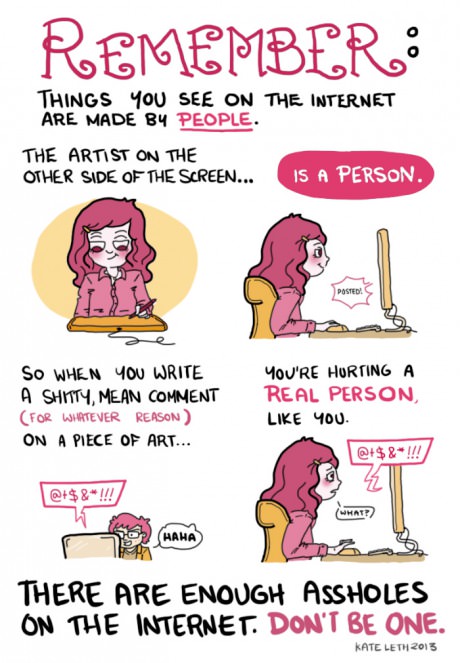 REMEMBER:
THINGS YOU SEE ON THE INTERNET
ARE MADE BY PEOPLE.
THE ARTIST ON THE
OTHER SIDE OF THE SCREEN...
IS A PERSON.
POSTED!
SO WHEN YOU WRITE
A SHITTY, MEAN COMMENT
(FOR WHATEVER REASON)
ON A PIECE OF ART...
YOU'RE HURTING A
REAL PERSON,
LIKE YOU.
@+$&*!!!
HAHA
@+$&*!!!
WHAT?
THERE ARE ENOUGH ASSHOLES
ON THE INTERNET. DON'T BE ONE.
KATE LETH 2013